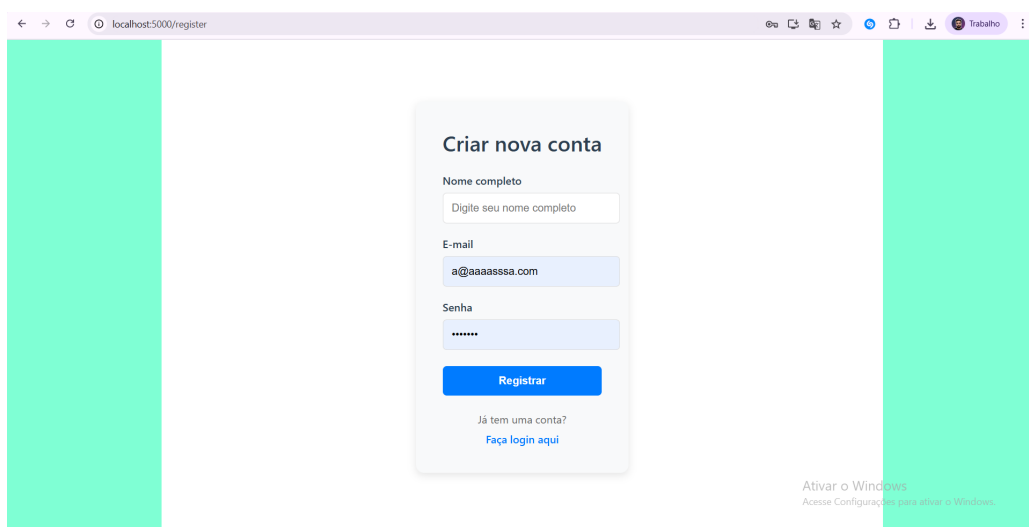 localhost:5000/register
Trabalho
Criar nova conta
Nome completo
Digite seu nome completo
E-mail
a@aaaasssa.com
Senha
•••••••
Registrar
Já tem uma conta?
Faça login aqui
Ativar o Windows
Acesse Configurações para ativar o Windows.